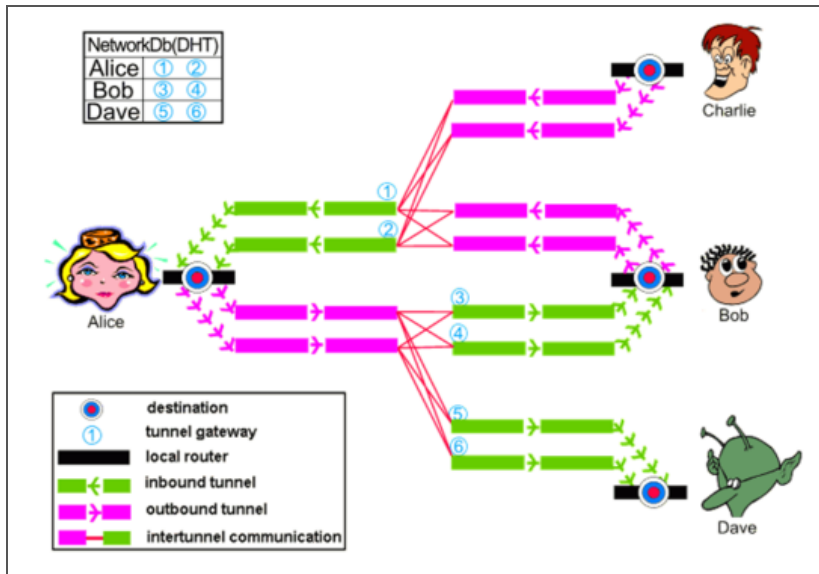 NetworkDb(DHT)
Alice 1 2
Bob 3 4
Dave 5 6
Charlie
1
2
Alice
3
4
Bob
5
6
Dave
destination
1 tunnel gateway
local router
inbound tunnel
outbound tunnel
intertunnel communication